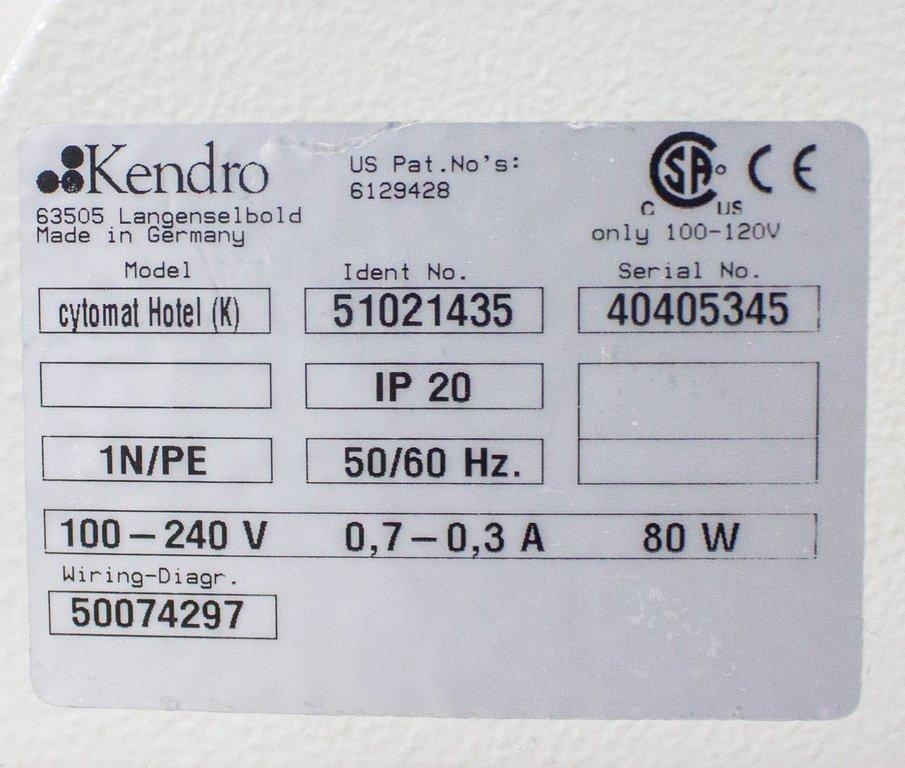 Kendro
63505 Langenselbold
Made in Germany
US Pat.No's:
6129428
CSA®
C US
CE
only 100-120V
Model
Ident No.
Serial No.
cytomat Hotel (K)
51021435
40405345
IP 20
1N/PE
50/60 Hz.
100–240 V 0,7–0,3 A 80 W
Wiring-Diagr.
50074297